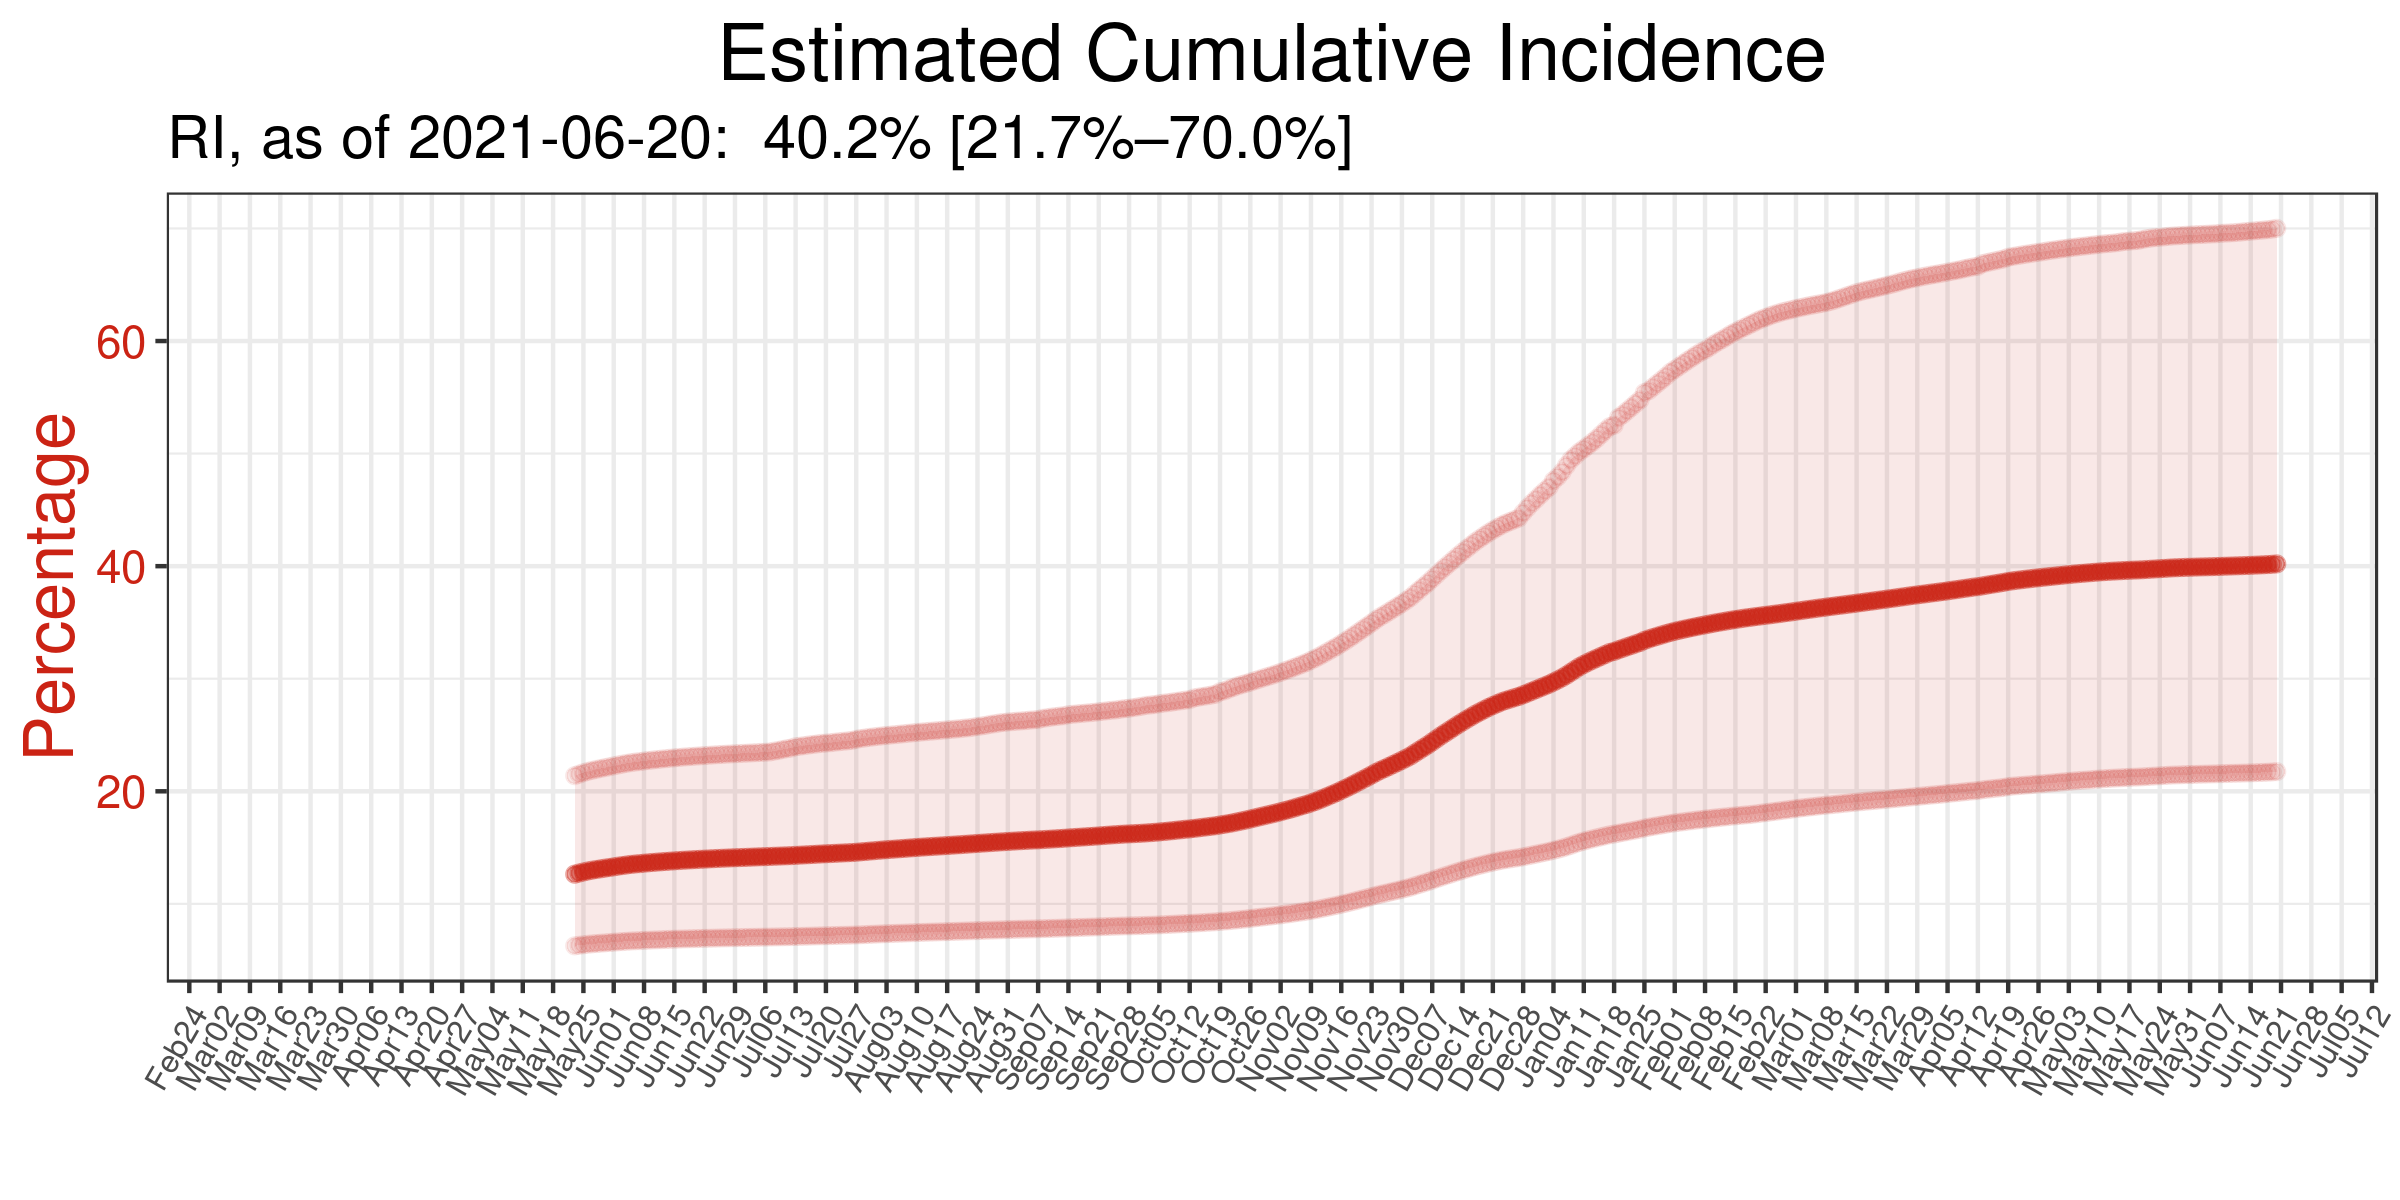 Estimated Cumulative Incidence
RI, as of 2021-06-20:  40.2% [21.7%–70.0%]
Percentage
60
40
20
Feb24
Mar02
Mar09
Mar16
Mar23
Mar30
Apr06
Apr13
Apr20
Apr27
May04
May11
May18
May25
Jun01
Jun08
Jun15
Jun22
Jun29
Jul06
Jul13
Jul20
Jul27
Aug03
Aug10
Aug17
Aug24
Aug31
Sep07
Sep14
Sep21
Sep28
Oct05
Oct12
Oct19
Oct26
Nov02
Nov09
Nov16
Nov23
Nov30
Dec07
Dec14
Dec21
Dec28
Jan04
Jan11
Jan18
Jan25
Feb01
Feb08
Feb15
Feb22
Mar01
Mar08
Mar15
Mar22
Mar29
Apr05
Apr12
Apr19
Apr26
May03
May10
May17
May24
May31
Jun07
Jun14
Jun21
Jun28
Jul05
Jul12